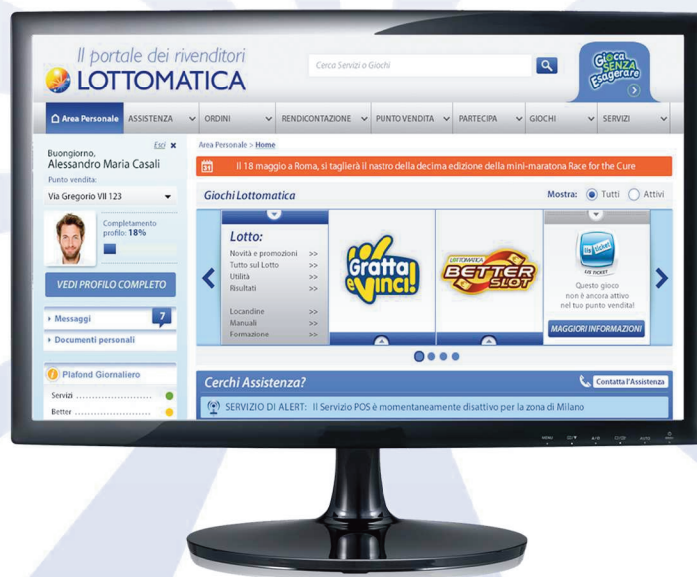 Il portale dei rivenditori
LOTTOMATICA
Cerca Servizi o Giochi
Gioca
SENZA
Esagerare
Area Personale
ASSISTENZA
ORDINI
RENDICONTAZIONE
PUNTO VENDITA
PARTECIPA
GIOCHI
SERVIZI
Esci x
Buongiorno,
Alessandro Maria Casali
Punto vendita:
Via Gregorio VII 123
Completamento
profilo: 18%
VEDI PROFILO COMPLETO
Messaggi
7
Documenti personali
Plafond Giornaliero
Servizi
Better
Area Personale > Home
31
Il 18 maggio a Roma, si taglierà il nastro della decima edizione della mini-maratona Race for the Cure
Giochi Lottomatica
Mostra: Tutti Attivi
Lotto:
Novità e promozioni >>
Tutto sul Lotto >>
Utilità >>
Risultati >>
Locandine >>
Manuali >>
Formazione >>
Gratta
e Vinci!
LOTTOMATICA
BETTER
SLOT
LIS TICKET
Questo gioco
non è ancora attivo
nel tuo punto vendita!
MAGGIORI INFORMAZIONI
Cerchi Assistenza?
Contatta l'Assistenza
SERVIZIO DI ALERT: Il Servizio POS è momentaneamente disattivo per la zona di Milano
MENU
AUTO